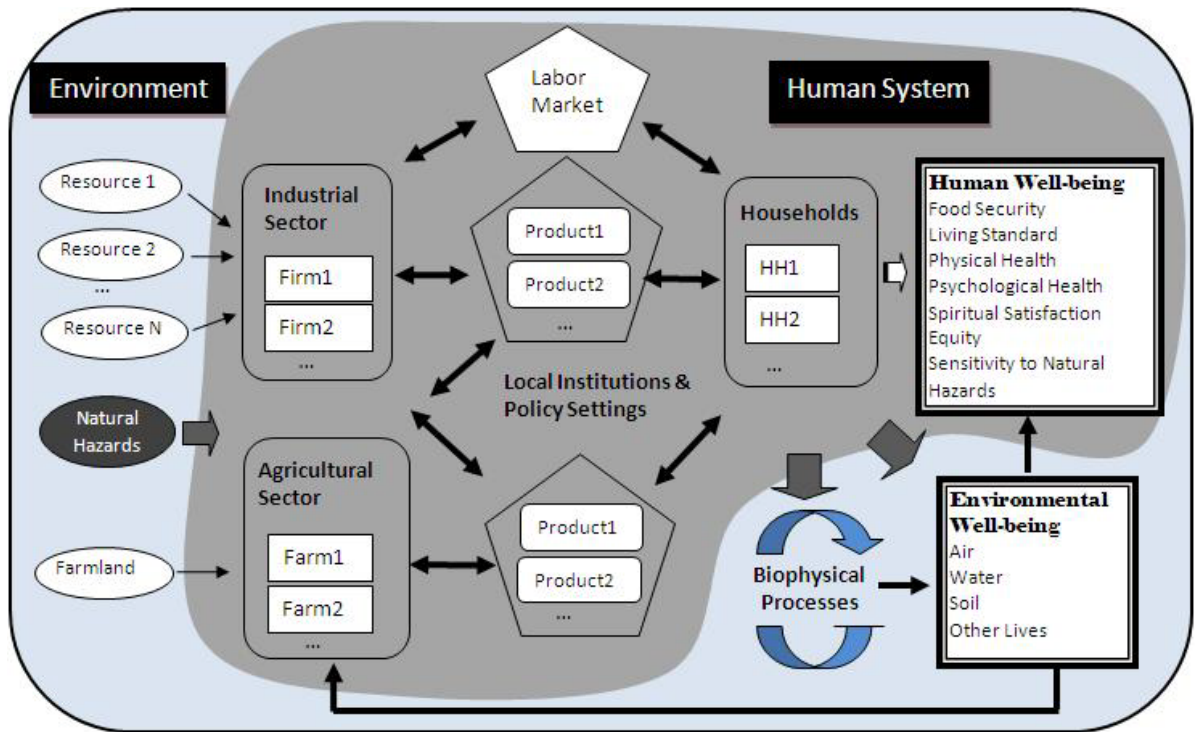 Environment
Human System
Labor
Market
Resource 1
Resource 2
...
Resource N
Natural
Hazards
Farmland
Industrial
Sector
Firm1
Firm2
...
Agricultural
Sector
Farm1
Farm2
...
Product1
Product2
...
Local Institutions &
Policy Settings
Product1
Product2
...
Households
HH1
HH2
...
Human Well-being
Food Security
Living Standard
Physical Health
Psychological Health
Spiritual Satisfaction
Equity
Sensitivity to Natural
Hazards
Biophysical
Processes
Environmental
Well-being
Air
Water
Soil
Other Lives